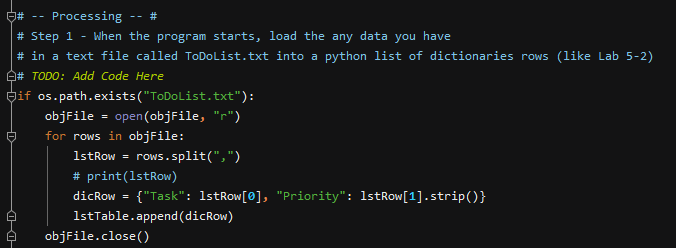 # -- Processing -- #
# Step 1 - When the program starts, load the any data you have
# in a text file called ToDoList.txt into a python list of dictionaries rows (like Lab 5-2)
# TODO: Add Code Here
if os.path.exists("ToDoList.txt"):
    objFile = open(objFile, "r")
    for rows in objFile:
        lstRow = rows.split(",")
        # print(lstRow)
        dicRow = {"Task": lstRow[0], "Priority": lstRow[1].strip()}
        lstTable.append(dicRow)
    objFile.close()